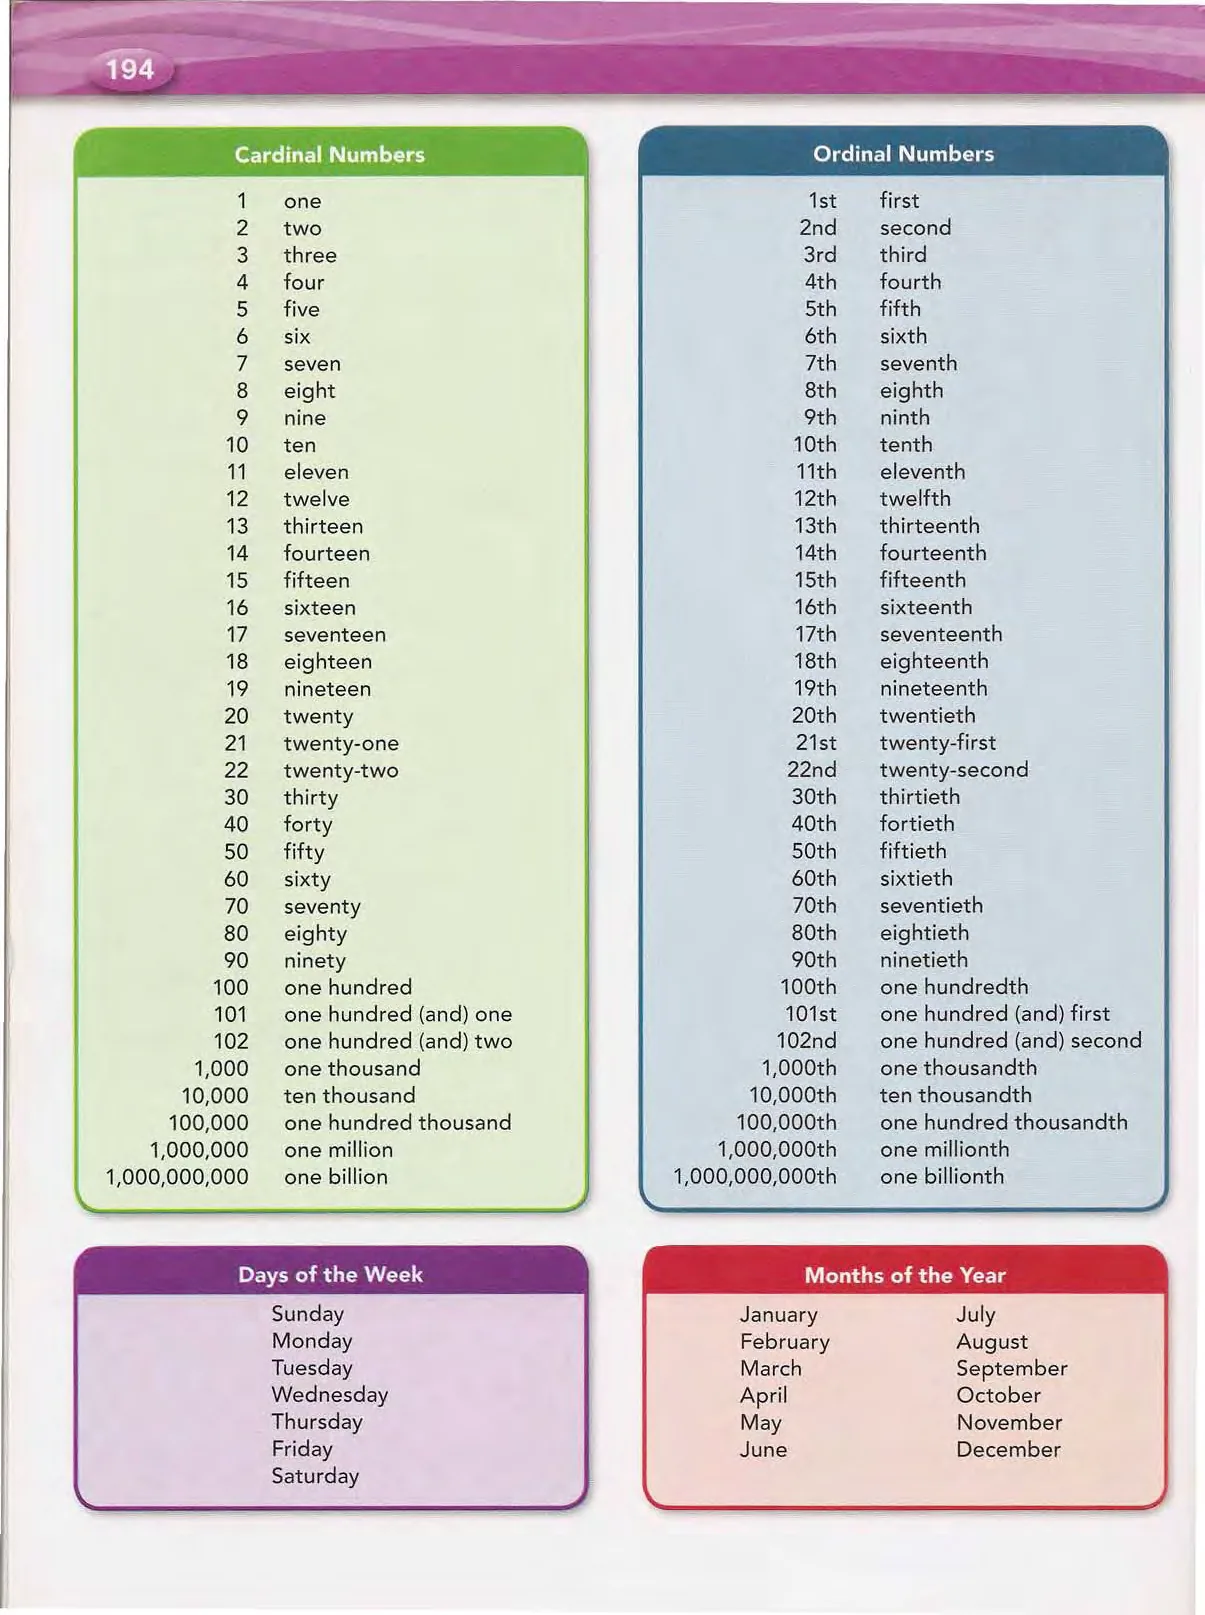 194
Cardinal Numbers
1 one
2 two
3 three
4 four
5 five
6 six
7 seven
8 eight
9 nine
10 ten
11 eleven
12 twelve
13 thirteen
14 fourteen
15 fifteen
16 sixteen
17 seventeen
18 eighteen
19 nineteen
20 twenty
21 twenty-one
22 twenty-two
30 thirty
40 forty
50 fifty
60 sixty
70 seventy
80 eighty
90 ninety
100 one hundred
101 one hundred (and) one
102 one hundred (and) two
1,000 one thousand
10,000 ten thousand
100,000 one hundred thousand
1,000,000 one million
1,000,000,000 one billion
Ordinal Numbers
1st first
2nd second
3rd third
4th fourth
5th fifth
6th sixth
7th seventh
8th eighth
9th ninth
10th tenth
11th eleventh
12th twelfth
13th thirteenth
14th fourteenth
15th fifteenth
16th sixteenth
17th seventeenth
18th eighteenth
19th nineteenth
20th twentieth
21st twenty-first
22nd twenty-second
30th thirtieth
40th fortieth
50th fiftieth
60th sixtieth
70th seventieth
80th eightieth
90th ninetieth
100th one hundredth
101st one hundred (and) first
102nd one hundred (and) second
1,000th one thousandth
10,000th ten thousandth
100,000th one hundred thousandth
1,000,000th one millionth
1,000,000,000th one billionth
Days of the Week
Sunday
Monday
Tuesday
Wednesday
Thursday
Friday
Saturday
Months of the Year
January July
February August
March September
April October
May November
June December